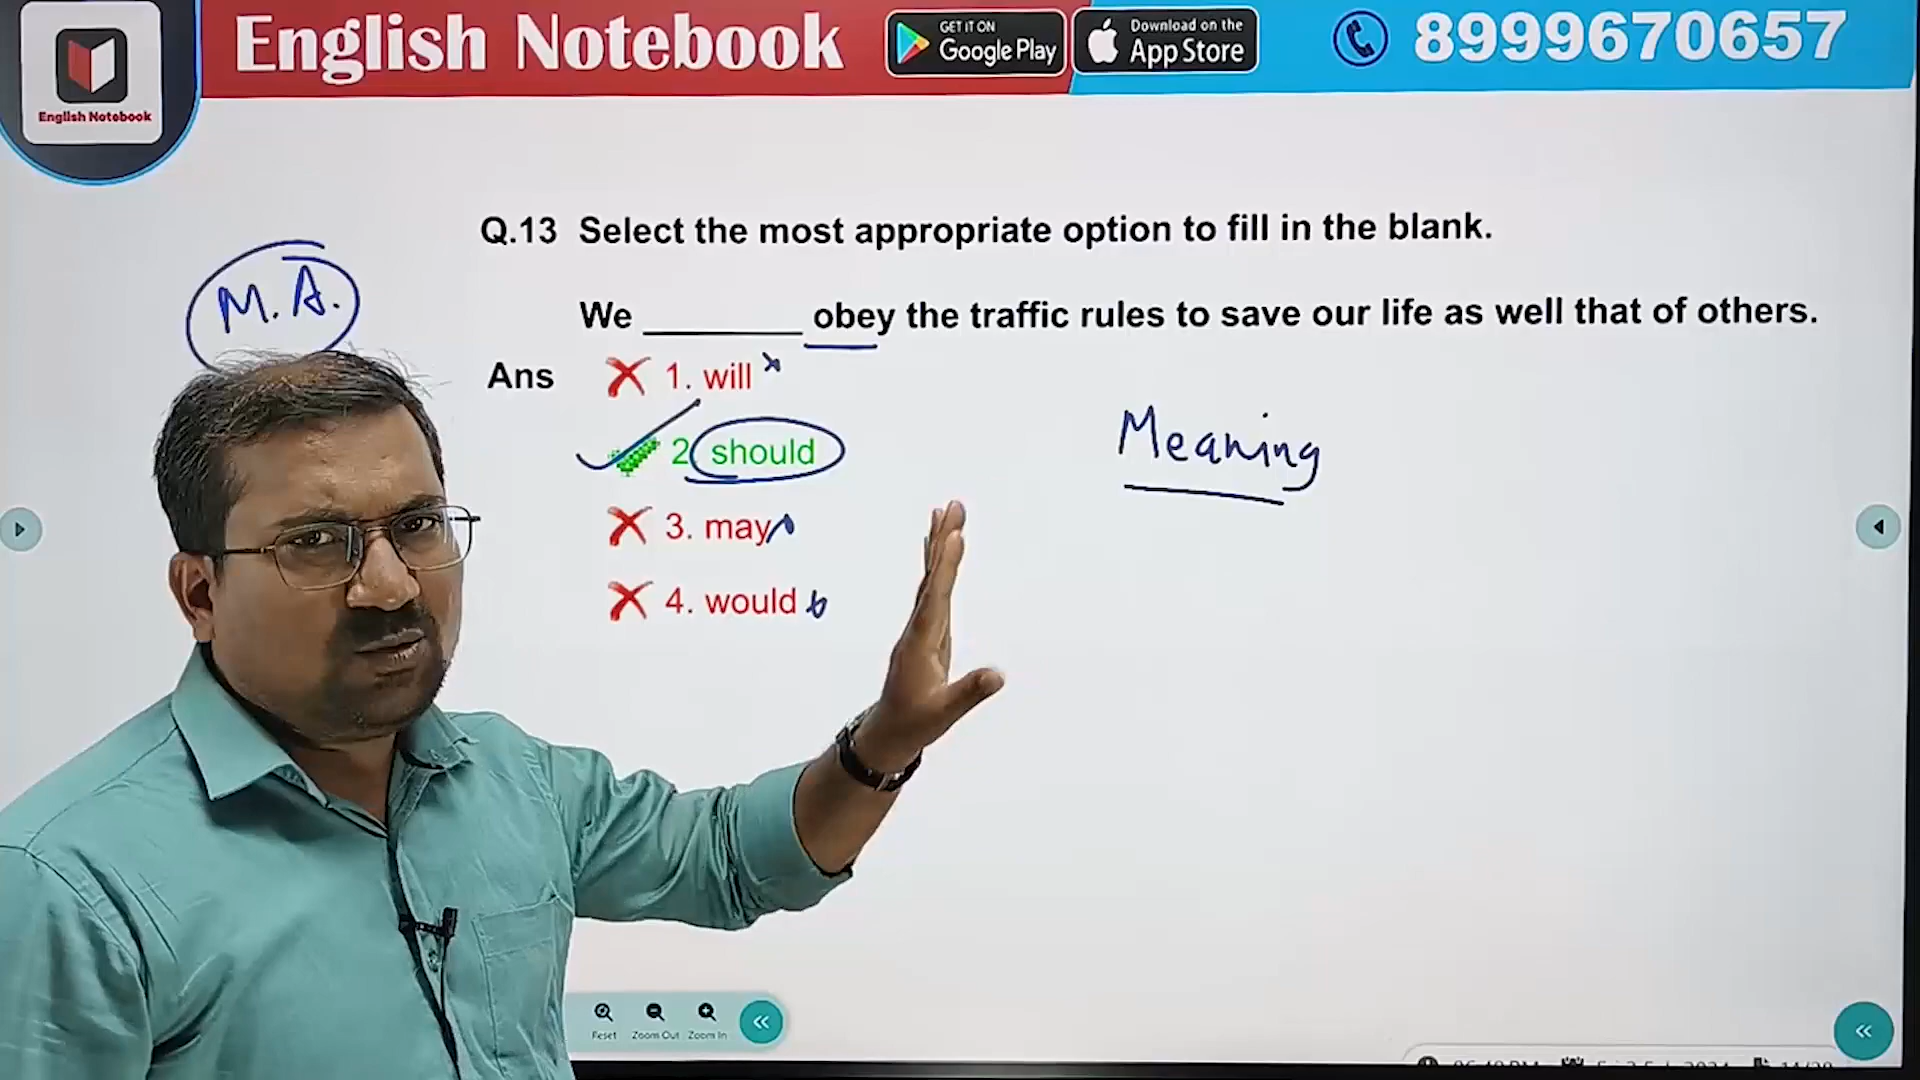 English Notebook
GET IT ON
Google Play
Download on the
App Store
8999670657
English Notebook
Q.13 Select the most appropriate option to fill in the blank.
M.A.
We ________ obey the traffic rules to save our life as well that of others.
Ans
1. will
2 should
3. may
4. would
Meaning
Reset
Zoom Out
Zoom In